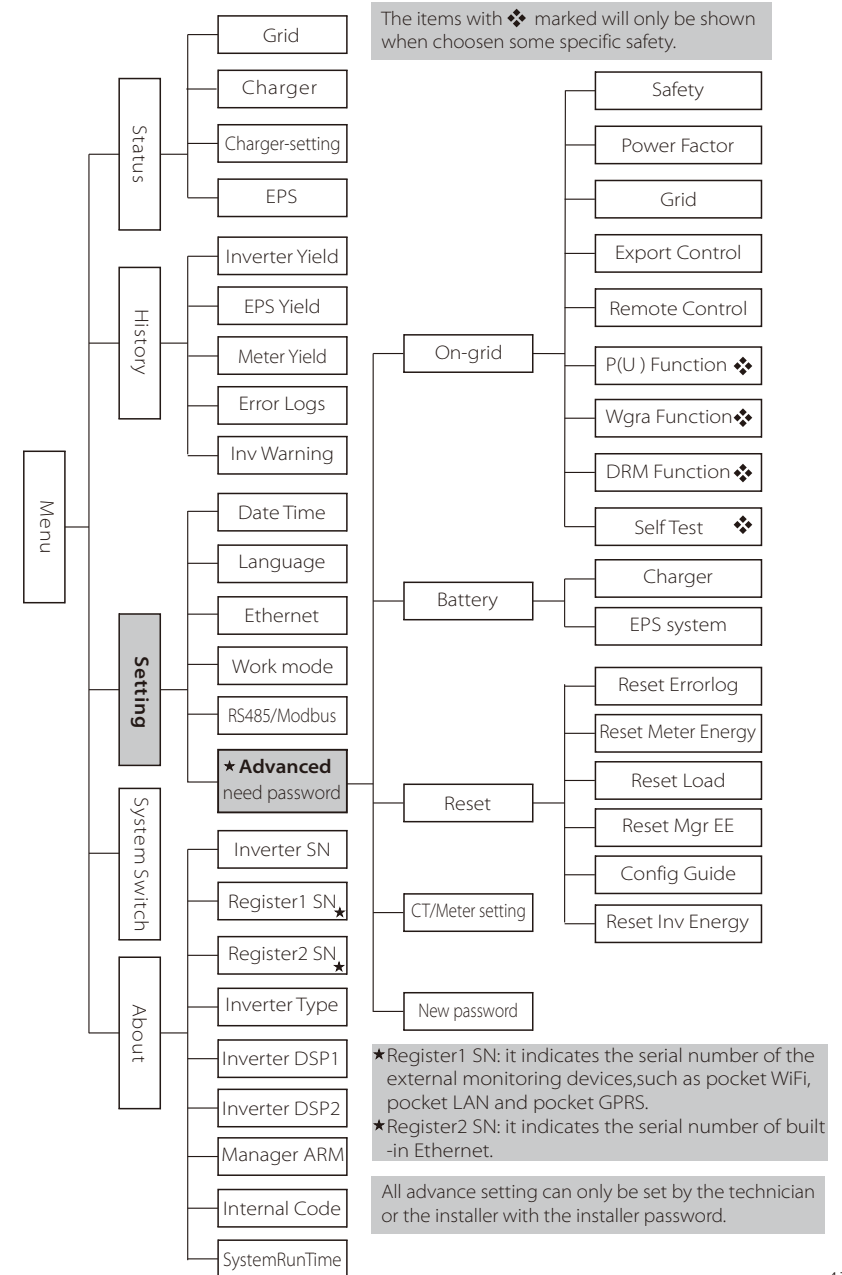 The items with ❖ marked will only be shown
when choosen some specific safety.
Menu
Status
Grid
Charger
Charger-setting
EPS
History
Inverter Yield
EPS Yield
Meter Yield
Error Logs
Inv Warning
Setting
Date Time
Language
Ethernet
Work mode
RS485/Modbus
★ Advanced
need password
System Switch
About
Inverter SN
Register1 SN★
Register2 SN★
Inverter Type
Inverter DSP1
Inverter DSP2
Manager ARM
Internal Code
SystemRunTime
On-grid
Safety
Power Factor
Grid
Export Control
Remote Control
P(U ) Function ❖
Wgra Function❖
DRM Function❖
Self Test ❖
Battery
Charger
EPS system
Reset
Reset Errorlog
Reset Meter Energy
Reset Load
Reset Mgr EE
Config Guide
Reset Inv Energy
CT/Meter setting
New password
★Register1 SN: it indicates the serial number of the
external monitoring devices,such as pocket WiFi,
pocket LAN and pocket GPRS.
★Register2 SN: it indicates the serial number of built
-in Ethernet.
All advance setting can only be set by the technician
or the installer with the installer password.